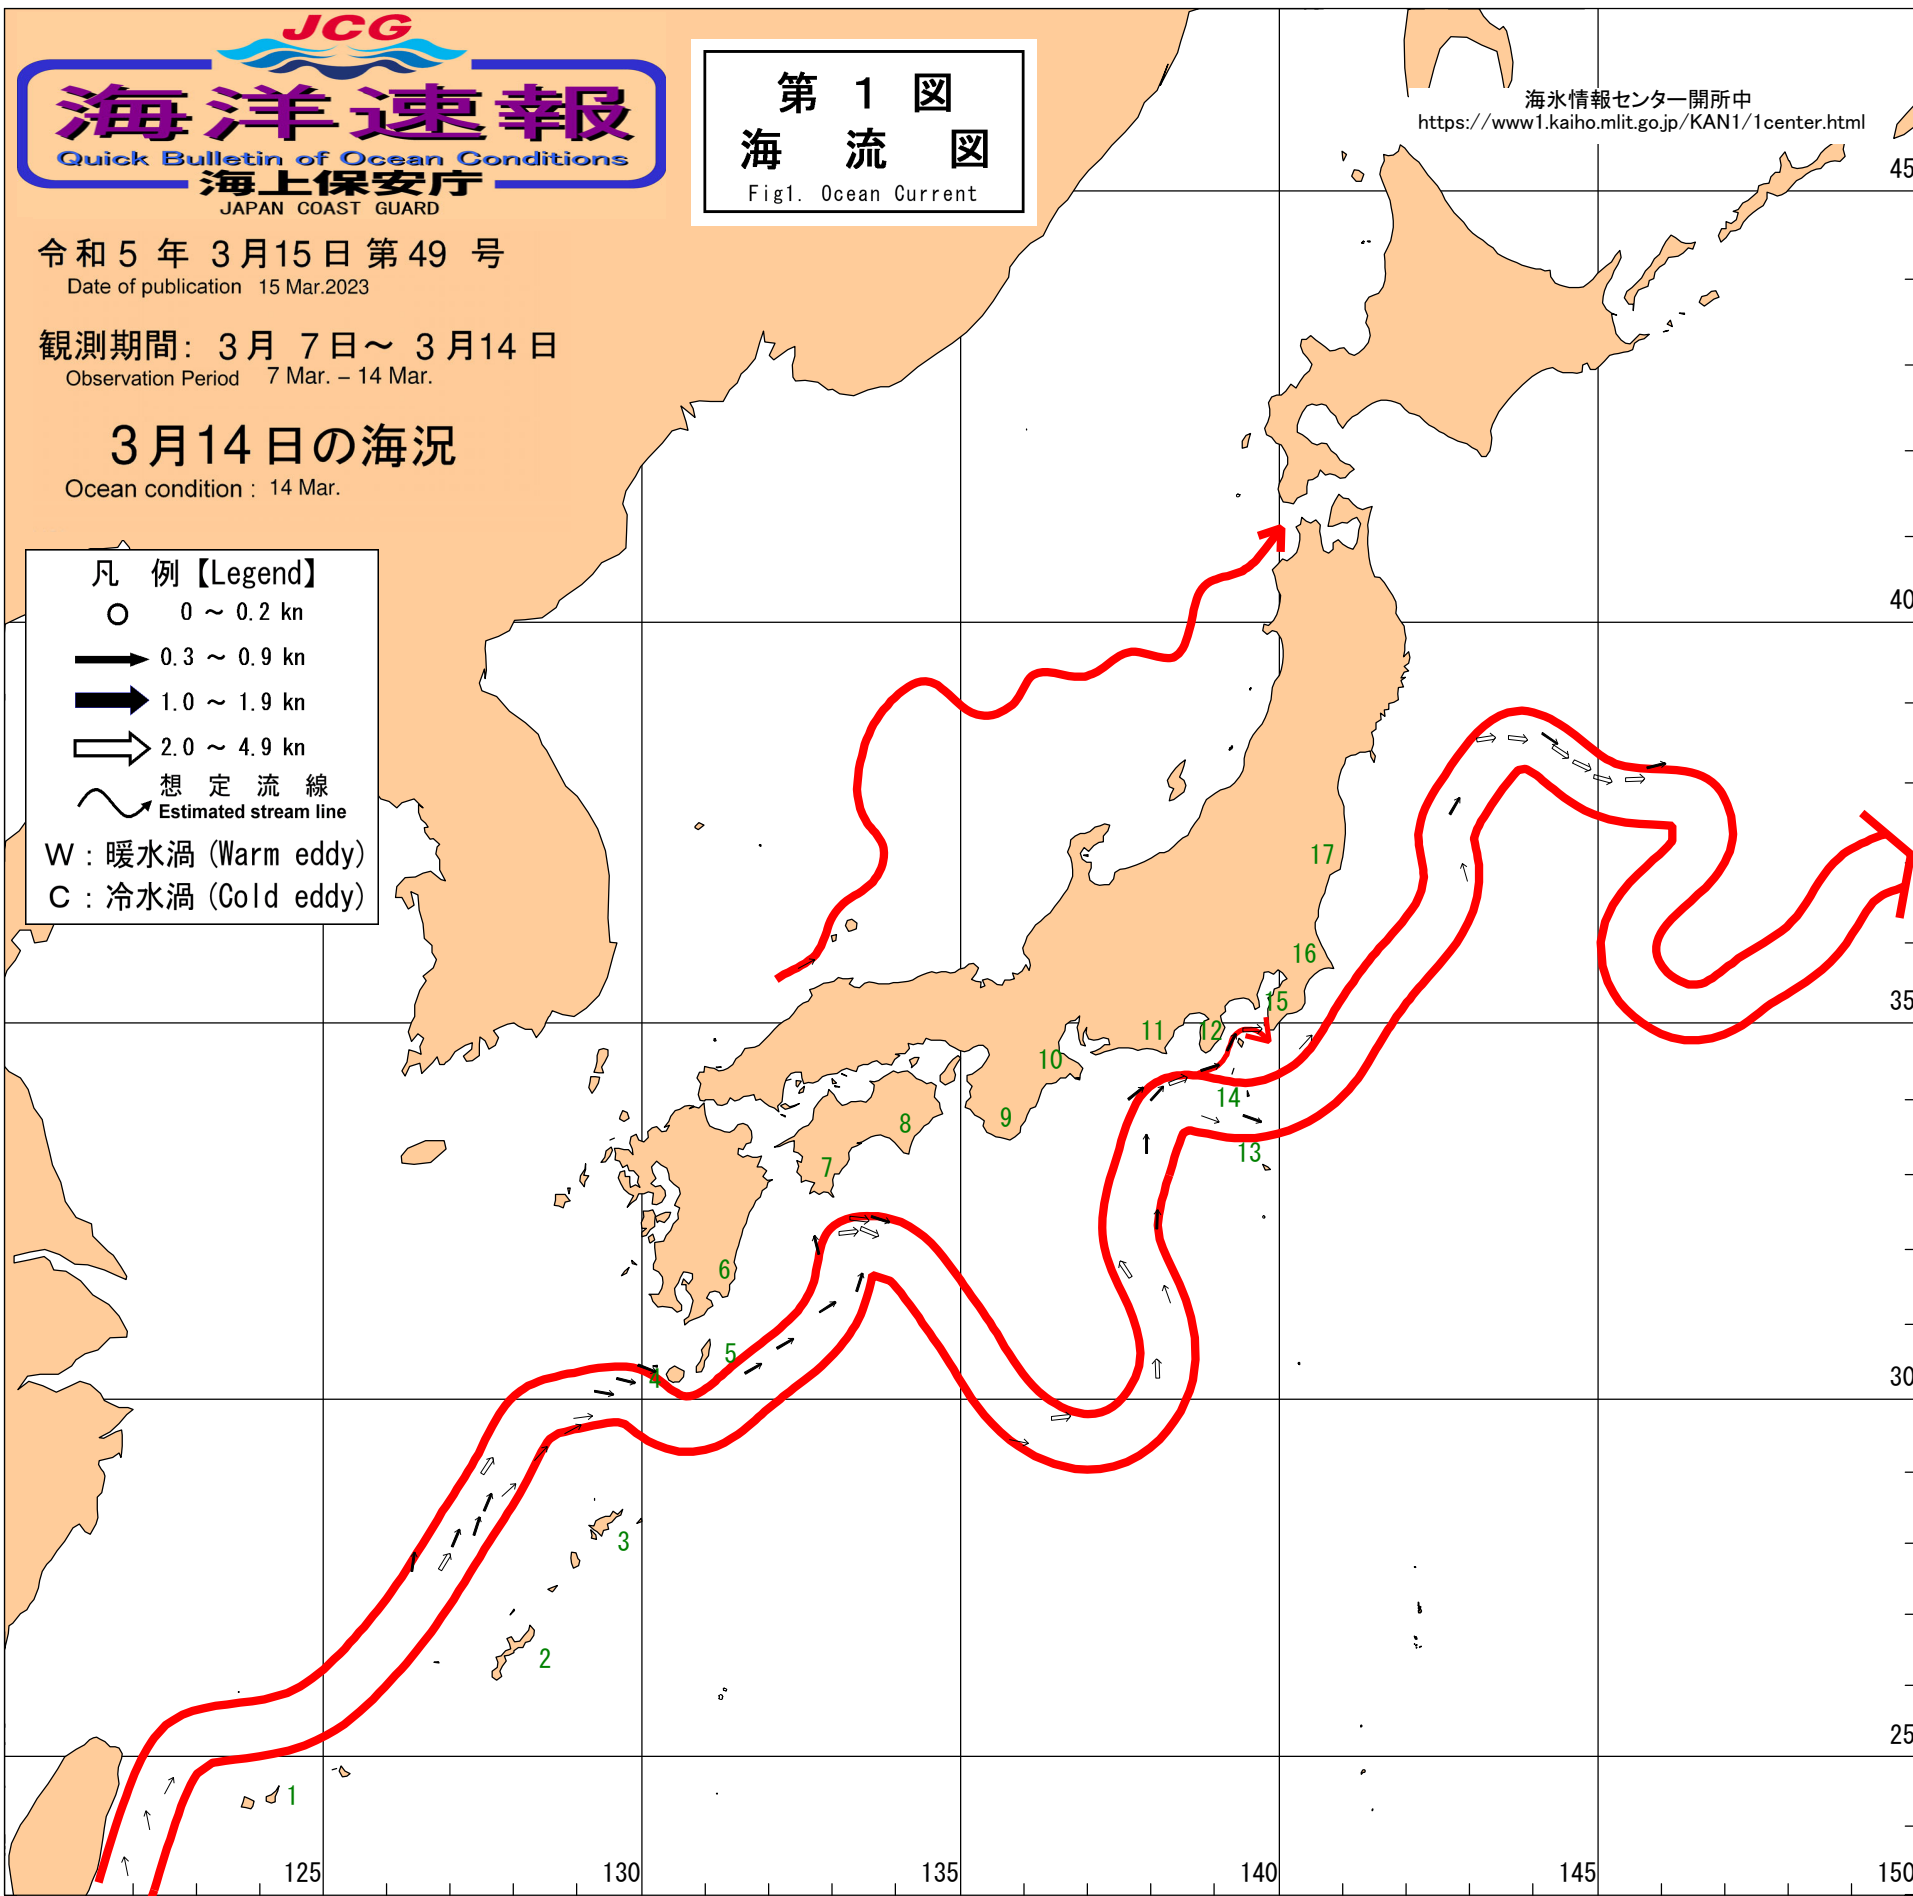 JCG
海洋速報
Quick Bulletin of Ocean Conditions
海上保安庁
JAPAN COAST GUARD
令和5年 3月15日 第49号
Date of publication 15 Mar.2023
観測期間: 3月 7日～ 3月14日
Observation Period 7 Mar. – 14 Mar.
3月14日の海況
Ocean condition : 14 Mar.
第 1 図
海 流 図
Fig1. Ocean Current
海氷情報センター開所中
https://www1.kaiho.mlit.go.jp/KAN1/1center.html
凡 例【Legend】
0 ～ 0.2 kn
0.3 ～ 0.9 kn
1.0 ～ 1.9 kn
2.0 ～ 4.9 kn
想 定 流 線
Estimated stream line
W : 暖水渦 (Warm eddy)
C : 冷水渦 (Cold eddy)
45
40
17
16
15
35
11
12
10
14
9
8
13
7
6
5
4
30
3
2
25
1
125
130
135
140
145
150